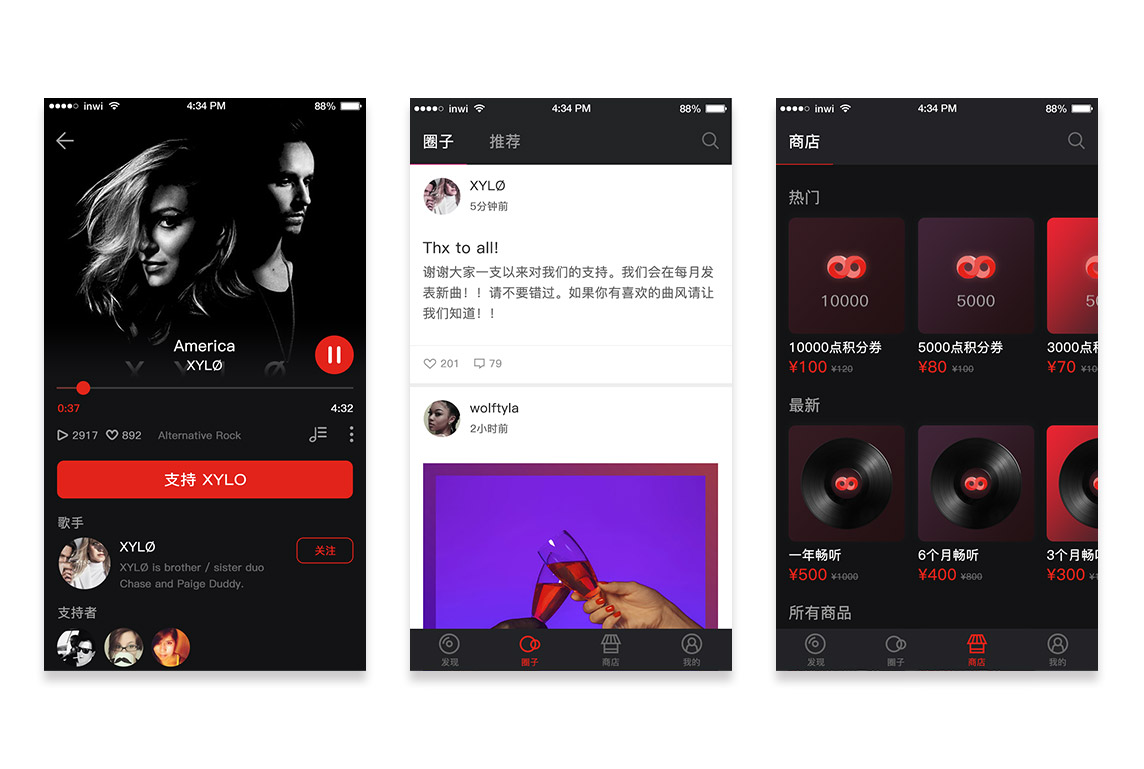 inwi
4:34 PM
88%
America
XYLØ
X Y L Ø
0:37
4:32
2917
892
Alternative Rock
支持 XYLO
歌手
XYLØ
XYLØ is brother / sister duo
Chase and Paige Duddy.
关注
支持者
inwi
4:34 PM
88%
圈子
推荐
XYLØ
5分钟前
Thx to all!
谢谢大家一支以来对我们的支持。我们会在每月发
表新曲！！请不要错过。如果你有喜欢的曲风请让
我们知道！！
201
79
wolftyla
2小时前
发现
圈子
商店
我的
inwi
4:34 PM
88%
商店
热门
10000
5000
50
10000点积分券
5000点积分券
3000点积
¥100 ¥120
¥80 ¥100
¥70 ¥10
最新
一年畅听
6个月畅听
3个月畅
¥500 ¥1000
¥400 ¥800
¥300
所有商品
发现
圈子
商店
我的